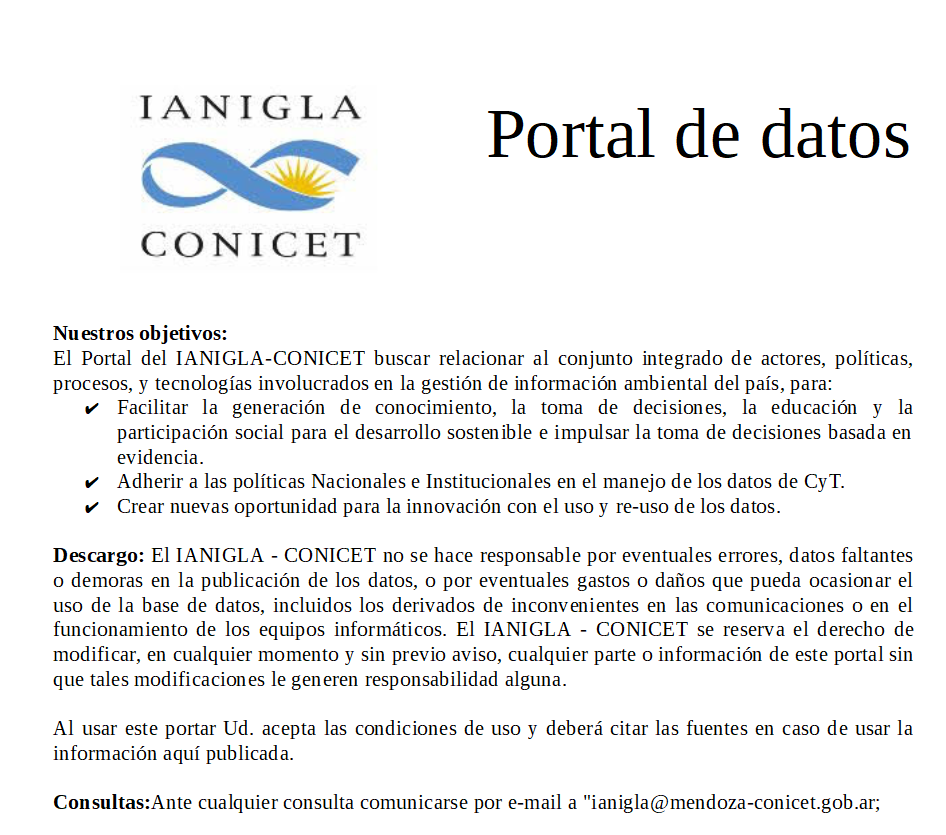 IANIGLA
CONICET
Portal de datos
Nuestros objetivos:
El Portal del IANIGLA-CONICET buscar relacionar al conjunto integrado de actores, políticas,
procesos, y tecnologías involucrados en la gestión de información ambiental del país, para:
✔ Facilitar la generación de conocimiento, la toma de decisiones, la educación y la
participación social para el desarrollo sostenible e impulsar la toma de decisiones basada en
evidencia.
✔ Adherir a las políticas Nacionales e Institucionales en el manejo de los datos de CyT.
✔ Crear nuevas oportunidad para la innovación con el uso y re-uso de los datos.
Descargo: El IANIGLA - CONICET no se hace responsable por eventuales errores, datos faltantes
o demoras en la publicación de los datos, o por eventuales gastos o daños que pueda ocasionar el
uso de la base de datos, incluidos los derivados de inconvenientes en las comunicaciones o en el
funcionamiento de los equipos informáticos. El IANIGLA - CONICET se reserva el derecho de
modificar, en cualquier momento y sin previo aviso, cualquier parte o información de este portal sin
que tales modificaciones le generen responsabilidad alguna.
Al usar este portar Ud. acepta las condiciones de uso y deberá citar las fuentes en caso de usar la
información aquí publicada.
Consultas:Ante cualquier consulta comunicarse por e-mail a "ianigla@mendoza-conicet.gob.ar;